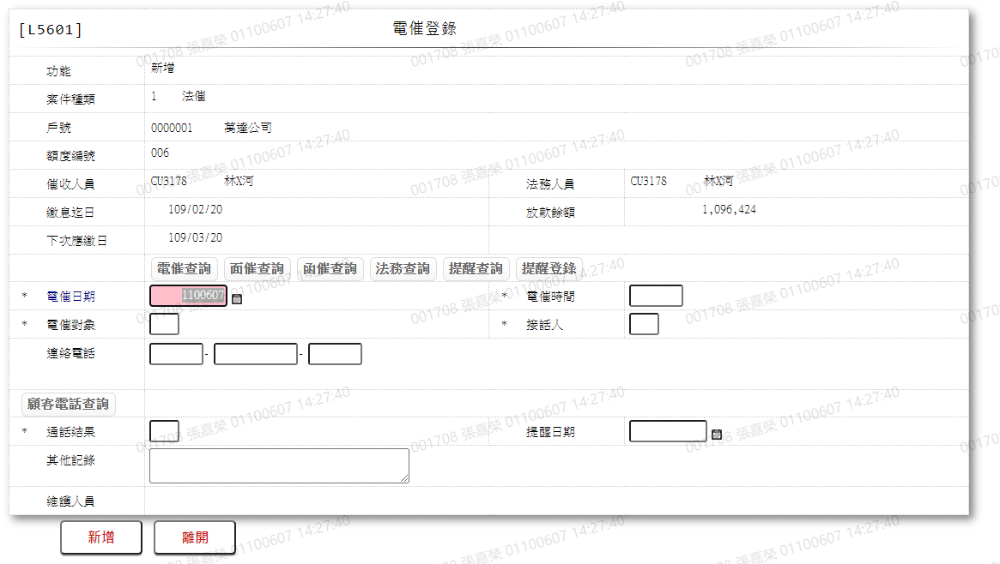 [L5601]
電催登錄
功能 新增
案件種類 1 法催
戶號 0000001 萬達公司
額度編號 006
催收人員 CU3178 林X河 法務人員 CU3178 林X河
繳息迄日 109/02/20 放款餘額 1,096,424
下次應繳日 109/03/20
電催查詢 面催查詢 函催查詢 法務查詢 提醒查詢 提醒登錄
* 電催日期 1100607 * 電催時間
* 電催對象 * 接話人
連絡電話 - -
顧客電話查詢
* 通話結果 提醒日期
其他記錄
維護人員
新增 離開
001708 張嘉榮 01100607 14:27:40